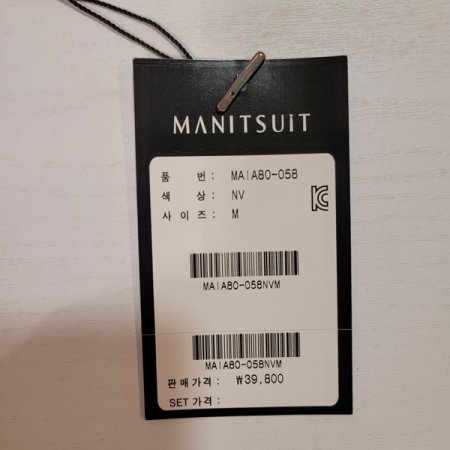 MANITSUIT
품 번 : MAIA80-058
색 상 : NV
사 이 즈 : M
MAIA80-058NVM
MAIA80-058NVM
판 매 가 격 : ₩39,800
SET 가 격 :